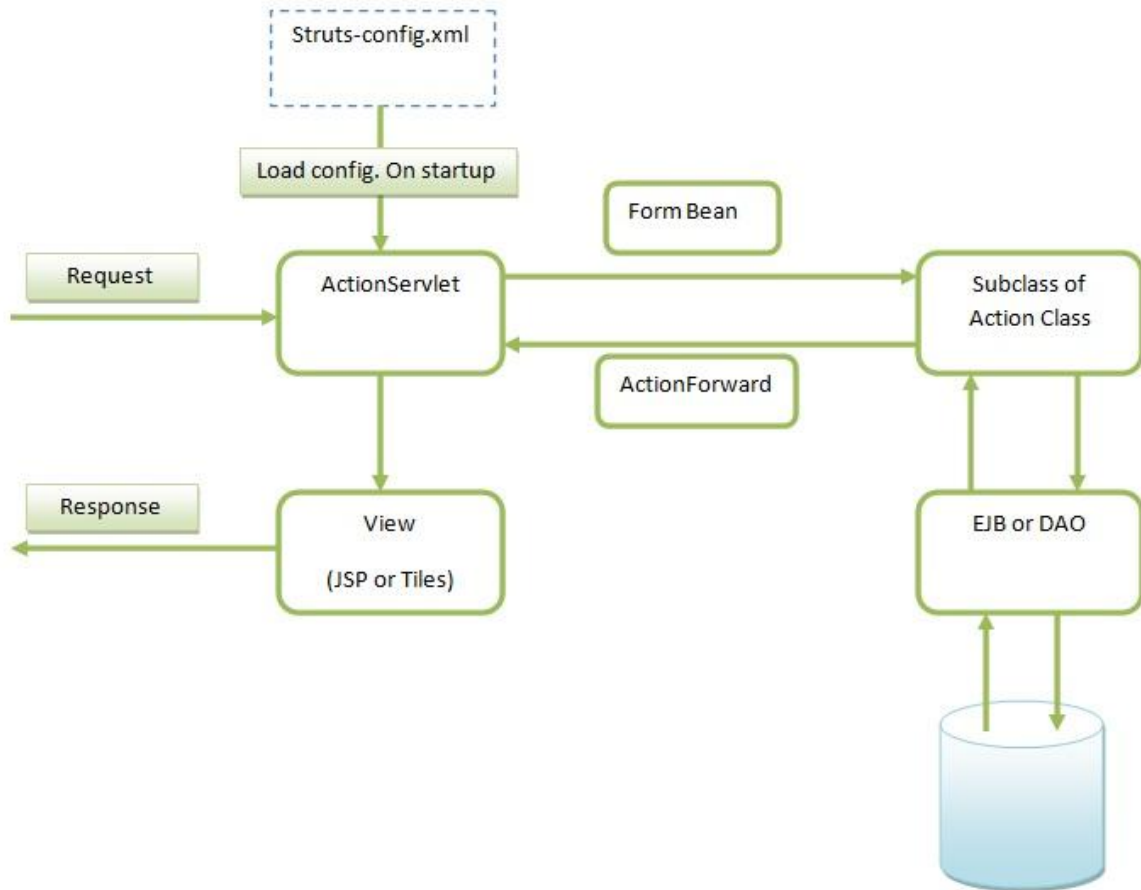 Struts-config.xml
Load config. On startup
Form Bean
Request
ActionServlet
Subclass of
Action Class
ActionForward
Response
View
(JSP or Tiles)
EJB or DAO